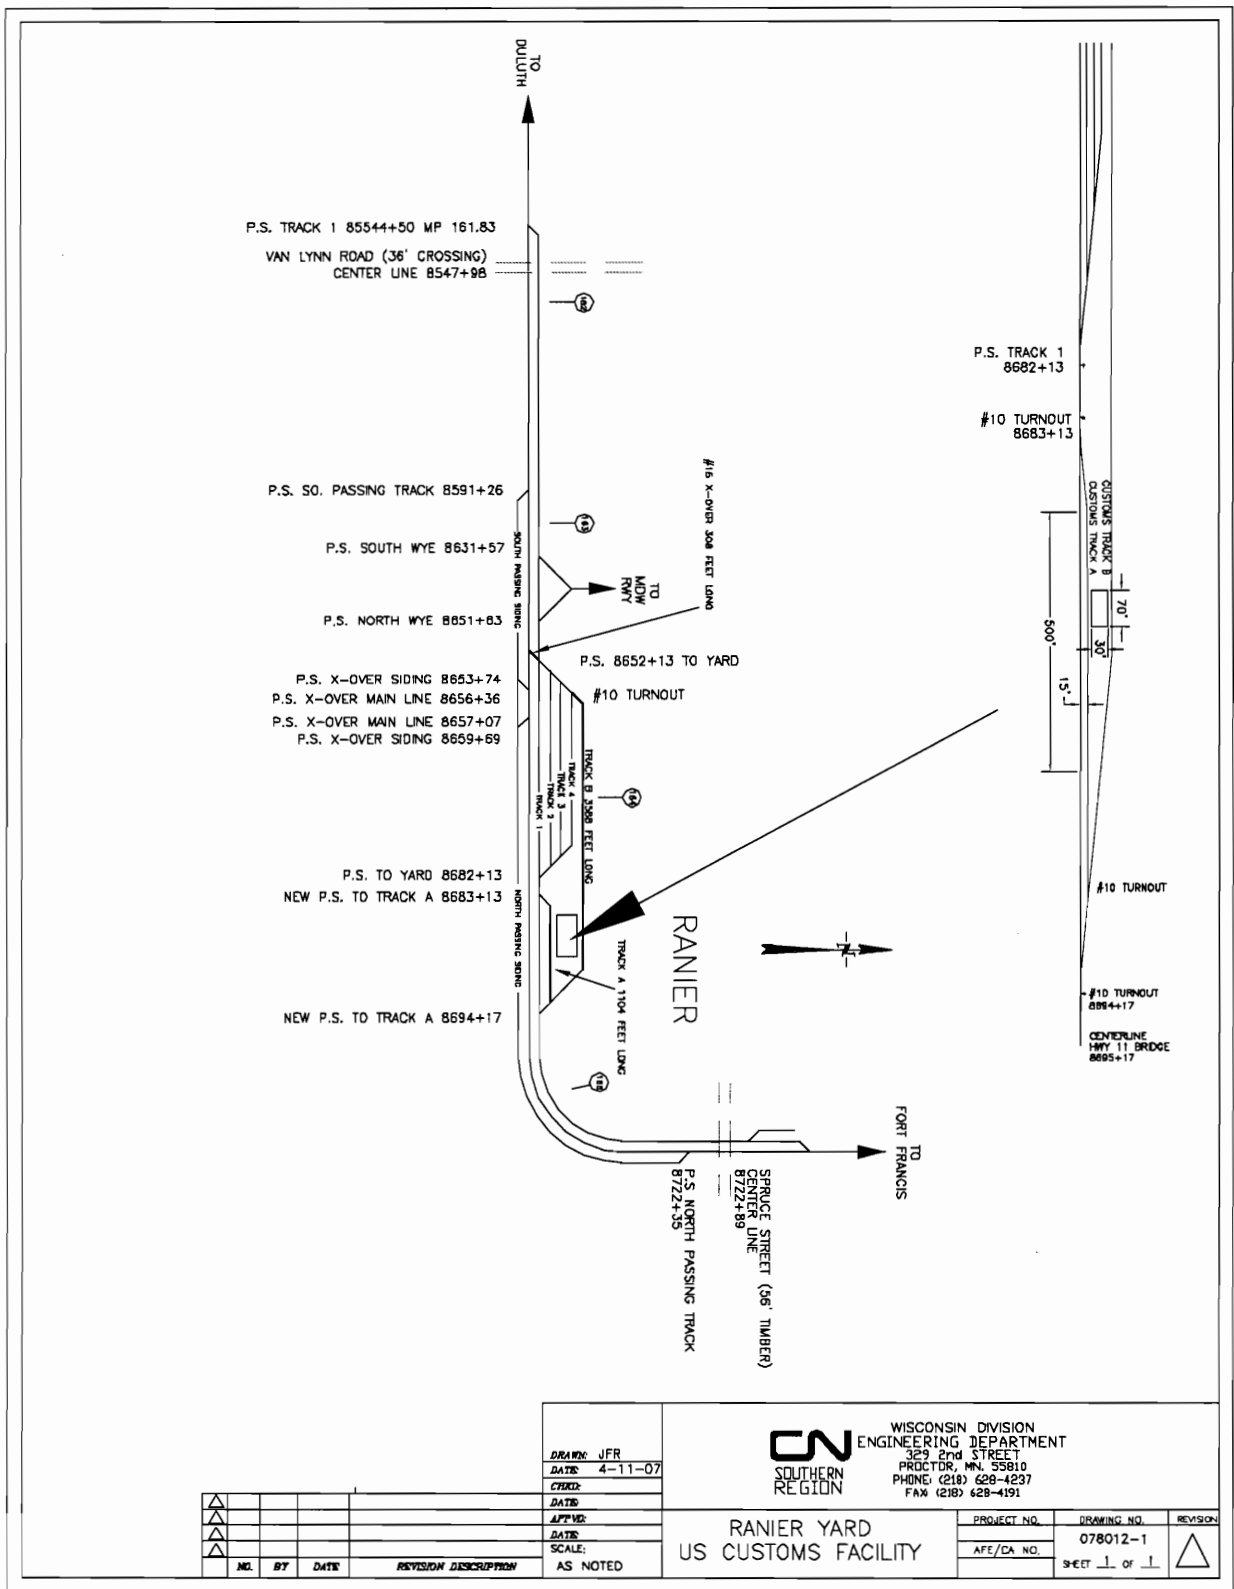 TO
DULUTH
P.S. TRACK 1 85544+50 MP 161.83
VAN LYNN ROAD (36' CROSSING)
CENTER LINE 8547+98
162
P.S. TRACK 1
8682+13
#10 TURNOUT
8683+13
#16 X-OVER 308 FEET LONG
P.S. SO. PASSING TRACK 8591+26
163
SOUTH PASSING SIDING
P.S. SOUTH WYE 8631+57
TO
MDW
RWY
P.S. NORTH WYE 8651+63
CUSTOMS TRACK B
CUSTOMS TRACK A
70'
30'
500'
15'
P.S. 8652+13 TO YARD
P.S. X-OVER SIDING 8653+74
P.S. X-OVER MAIN LINE 8656+36
#10 TURNOUT
P.S. X-OVER MAIN LINE 8657+07
P.S. X-OVER SIDING 8659+69
TRACK B 3588 FEET LONG
TRACK 4
TRACK 3
TRACK 2
TRACK 1
164
P.S. TO YARD 8682+13
NEW P.S. TO TRACK A 8683+13
NORTH PASSING SIDING
TRACK A 1104 FEET LONG
RANIER
N
#10 TURNOUT
#10 TURNOUT
8694+17
CENTERLINE
HWY 11 BRIDGE
8695+17
NEW P.S. TO TRACK A 8694+17
165
TO
FORT FRANCIS
SPRUCE STREET (56' TIMBER)
CENTER LINE
8722+89
P.S NORTH PASSING TRACK
8722+35
DRAWN: JFR
DATE: 4-11-07
CHKD:
DATE:
APPVD:
DATE:
SCALE:
AS NOTED
NO. BY DATE REVISION DESCRIPTION
CN
SOUTHERN
REGION
WISCONSIN DIVISION
ENGINEERING DEPARTMENT
329 2nd STREET
PROCTOR, MN. 55810
PHONE: (218) 628-4237
FAX: (218) 628-4191
RANIER YARD
US CUSTOMS FACILITY
PROJECT NO.
AFE/CA NO.
DRAWING NO.
078012-1
SHEET 1 OF 1
REVISION